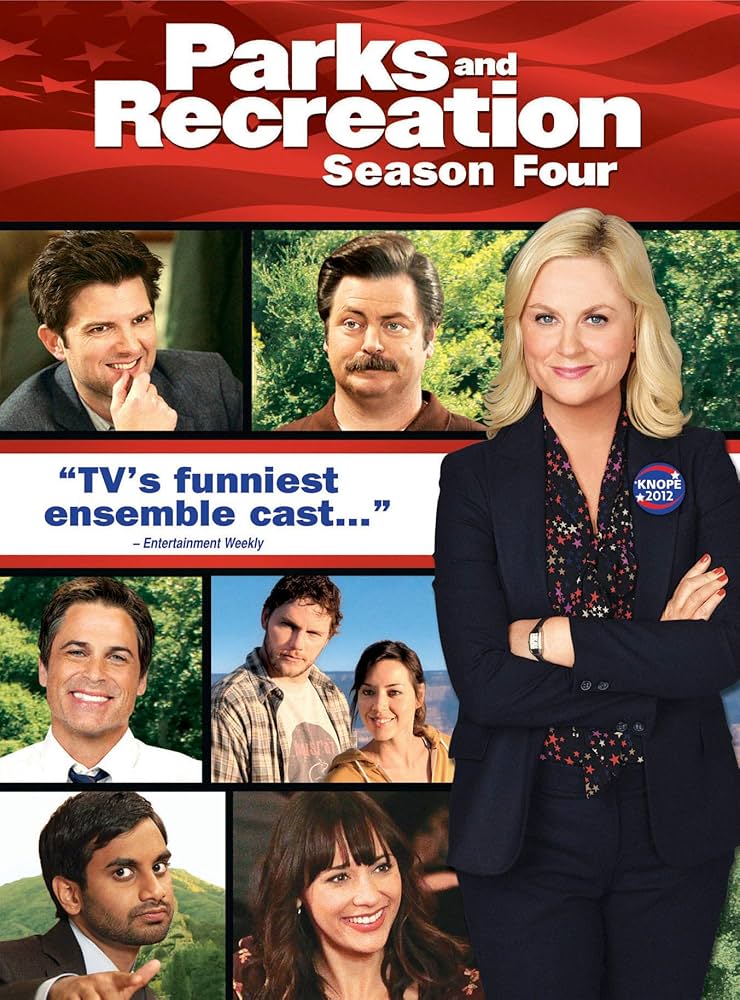 Parks and
Recreation
Season Four
“TV’s funniest
ensemble cast...”
– Entertainment Weekly
KNOPE
2012